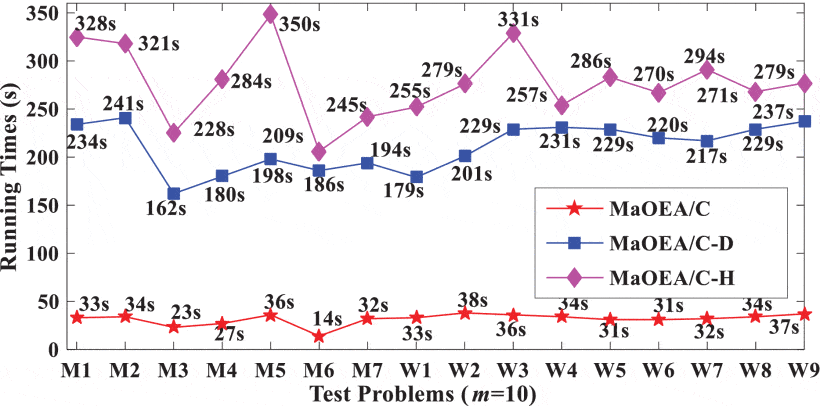 350
300
250
200
150
100
50
0
Running Times (s)
328s 321s 228s 284s 350s 209s 245s 255s 279s 331s 257s 286s 270s 294s 271s 279s
234s 241s 162s 180s 198s 186s 194s 179s 201s 229s 231s 229s 220s 217s 229s 237s
33s 34s 23s 27s 36s 14s 32s 33s 38s 36s 34s 31s 31s 32s 34s 37s
MaOEA/C
MaOEA/C-D
MaOEA/C-H
M1 M2 M3 M4 M5 M6 M7 W1 W2 W3 W4 W5 W6 W7 W8 W9
Test Problems (m=10)